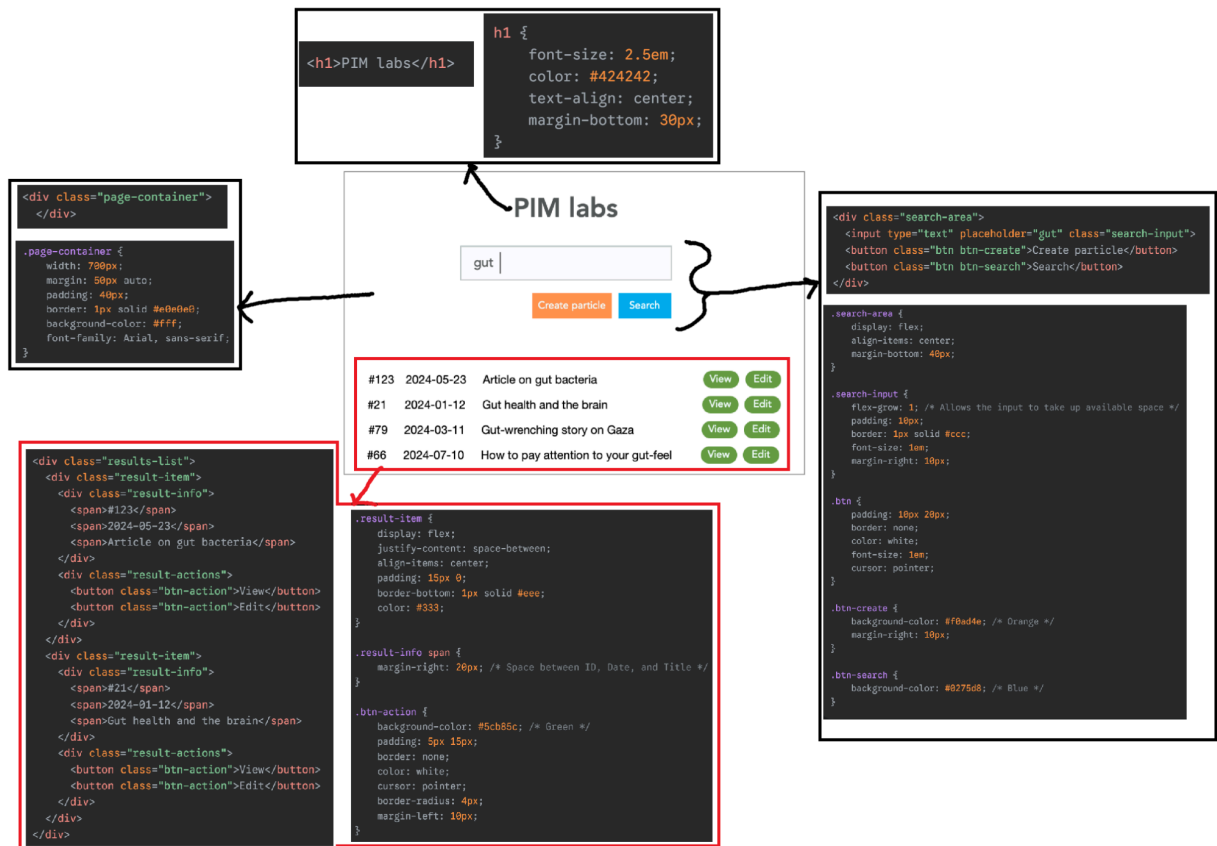 <h1>PIM labs</h1>
h1 {
    font-size: 2.5em;
    color: #424242;
    text-align: center;
    margin-bottom: 30px;
}
<div class="page-container">
  </div>
.page-container {
    width: 700px;
    margin: 50px auto;
    padding: 40px;
    border: 1px solid #e0e0e0;
    background-color: #fff;
    font-family: Arial, sans-serif;
}
PIM labs
gut
Create particle Search
#123 2024-05-23 Article on gut bacteria View Edit
#21 2024-01-12 Gut health and the brain View Edit
#79 2024-03-11 Gut-wrenching story on Gaza View Edit
#66 2024-07-10 How to pay attention to your gut-feel View Edit
<div class="search-area">
  <input type="text" placeholder="gut" class="search-input">
  <button class="btn btn-create">Create particle</button>
  <button class="btn btn-search">Search</button>
</div>
.search-area {
    display: flex;
    align-items: center;
    margin-bottom: 40px;
}
.search-input {
    flex-grow: 1; /* Allows the input to take up available space */
    padding: 10px;
    border: 1px solid #ccc;
    font-size: 1em;
    margin-right: 10px;
}
.btn {
    padding: 10px 20px;
    border: none;
    color: white;
    font-size: 1em;
    cursor: pointer;
}
.btn-create {
    background-color: #f0ad4e; /* Orange */
    margin-right: 10px;
}
.btn-search {
    background-color: #0275d8; /* Blue */
}
<div class="results-list">
  <div class="result-item">
    <div class="result-info">
      <span>#123</span>
      <span>2024-05-23</span>
      <span>Article on gut bacteria</span>
    </div>
    <div class="result-actions">
      <button class="btn-action">View</button>
      <button class="btn-action">Edit</button>
    </div>
  </div>
  <div class="result-item">
    <div class="result-info">
      <span>#21</span>
      <span>2024-01-12</span>
      <span>Gut health and the brain</span>
    </div>
    <div class="result-actions">
      <button class="btn-action">View</button>
      <button class="btn-action">Edit</button>
    </div>
  </div>
</div>
.result-item {
    display: flex;
    justify-content: space-between;
    align-items: center;
    padding: 15px 0;
    border-bottom: 1px solid #eee;
    color: #333;
}
.result-info span {
    margin-right: 20px; /* Space between ID, Date, and Title */
}
.btn-action {
    background-color: #5cb85c; /* Green */
    padding: 5px 15px;
    border: none;
    color: white;
    cursor: pointer;
    border-radius: 4px;
    margin-left: 10px;
}